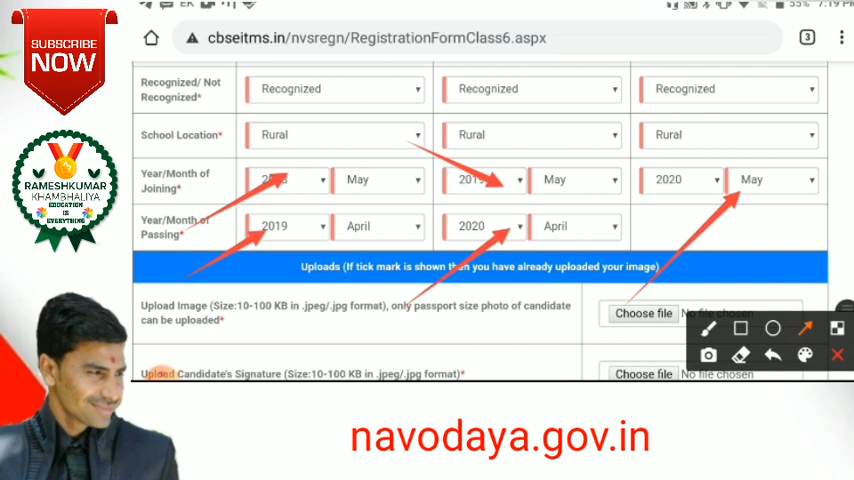 SUBSCRIBE
NOW
55% 7:19 PM
cbseitms.in/nvsregn/RegistrationFormClass6.aspx
3
Recognized/ Not
Recognized*
Recognized
Recognized
Recognized
School Location*
Rural
Rural
Rural
Year/Month of
Joining*
May
2019
May
2020
May
Year/Month of
Passing*
2019
April
2020
April
Uploads (If tick mark is shown then you have already uploaded your image)
Upload Image (Size:10-100 KB in .jpeg/.jpg format), only passport size photo of candidate
can be uploaded*
Choose file No file chosen
Upload Candidate's Signature (Size:10-100 KB in .jpeg/.jpg format)*
Choose file No file chosen
RAMESHKUMAR
KHAMBHALIYA
EDUCATION
IS
EVERYTHING
navodaya.gov.in